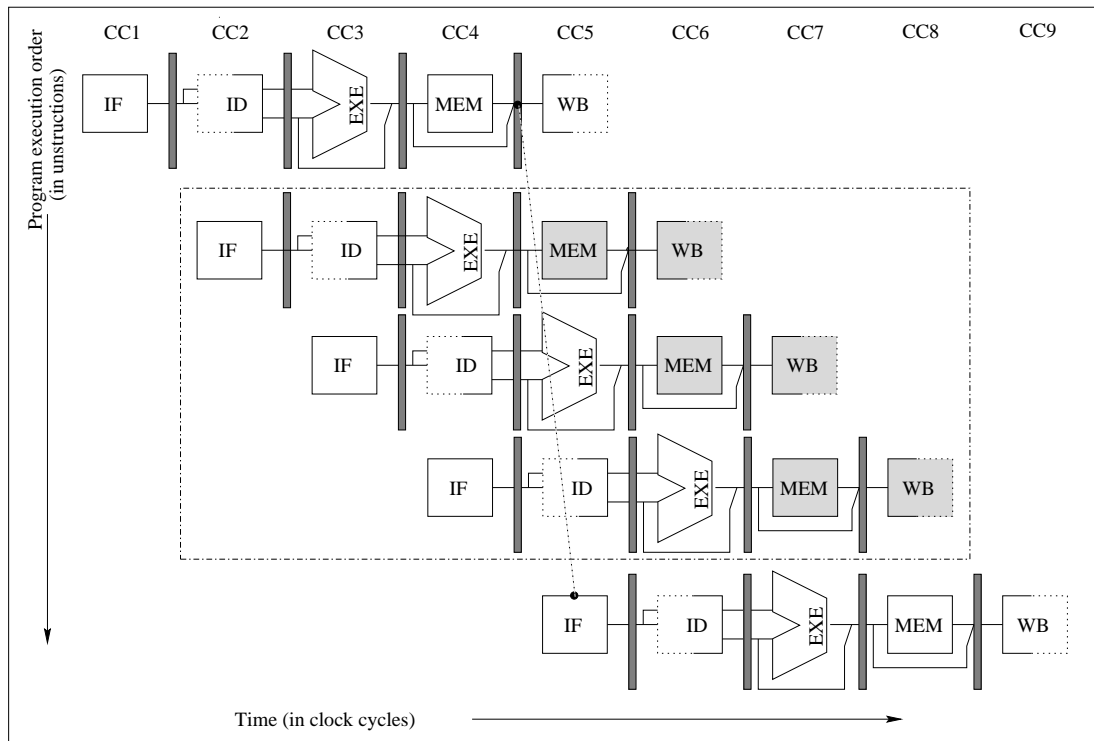 CC1 CC2 CC3 CC4 CC5 CC6 CC7 CC8 CC9
Program execution order
(in unstructions)
IF ID EXE MEM WB
IF ID EXE MEM WB
IF ID EXE MEM WB
IF ID EXE MEM WB
IF ID EXE MEM WB
Time (in clock cycles)